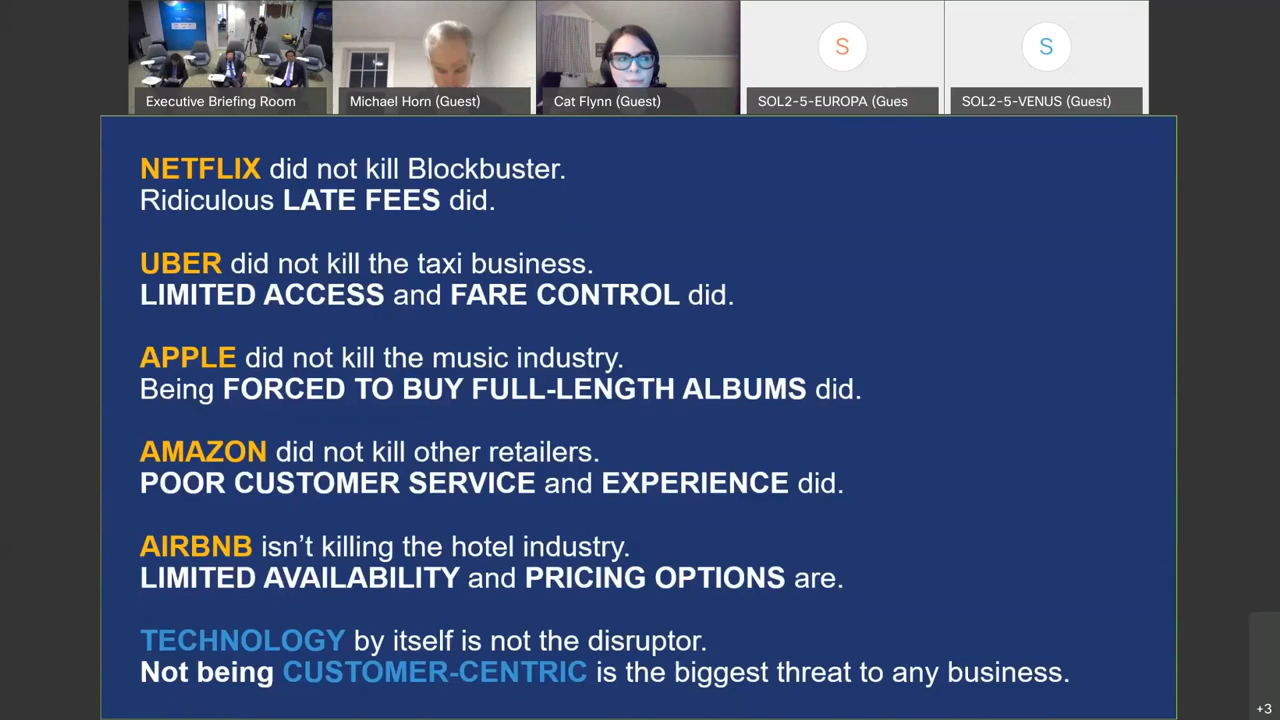 Executive Briefing Room
Michael Horn (Guest)
Cat Flynn (Guest)
S
SOL2-5-EUROPA (Gues
S
SOL2-5-VENUS (Guest)
NETFLIX did not kill Blockbuster.
Ridiculous LATE FEES did.
UBER did not kill the taxi business.
LIMITED ACCESS and FARE CONTROL did.
APPLE did not kill the music industry.
Being FORCED TO BUY FULL-LENGTH ALBUMS did.
AMAZON did not kill other retailers.
POOR CUSTOMER SERVICE and EXPERIENCE did.
AIRBNB isn't killing the hotel industry.
LIMITED AVAILABILITY and PRICING OPTIONS are.
TECHNOLOGY by itself is not the disruptor.
Not being CUSTOMER-CENTRIC is the biggest threat to any business.
+3